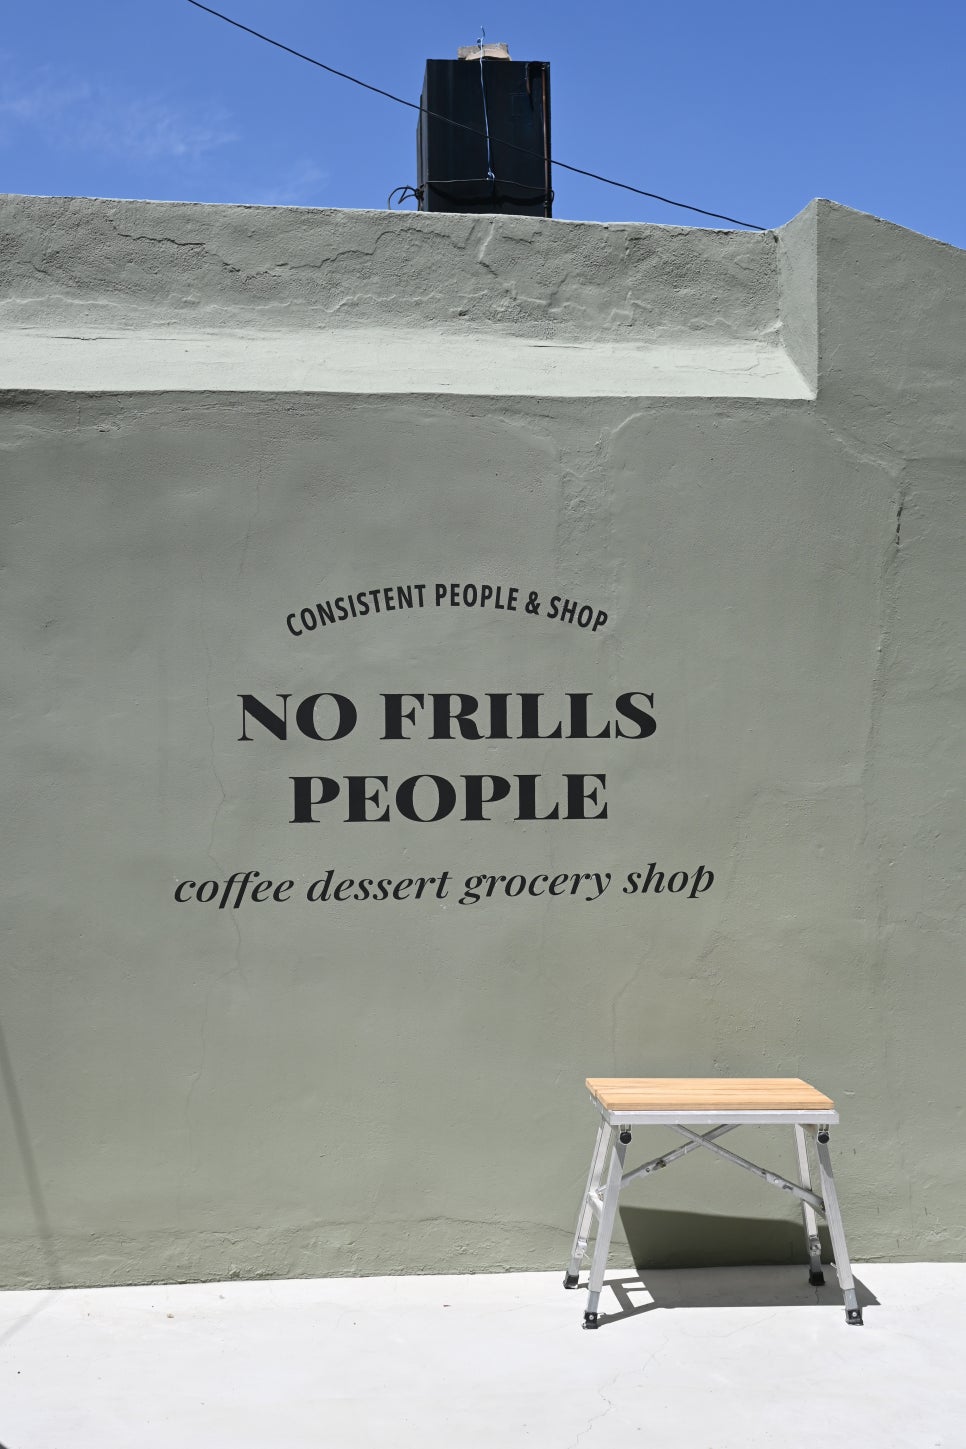 CONSISTENT PEOPLE & SHOP
NO FRILLS
PEOPLE
coffee dessert grocery shop